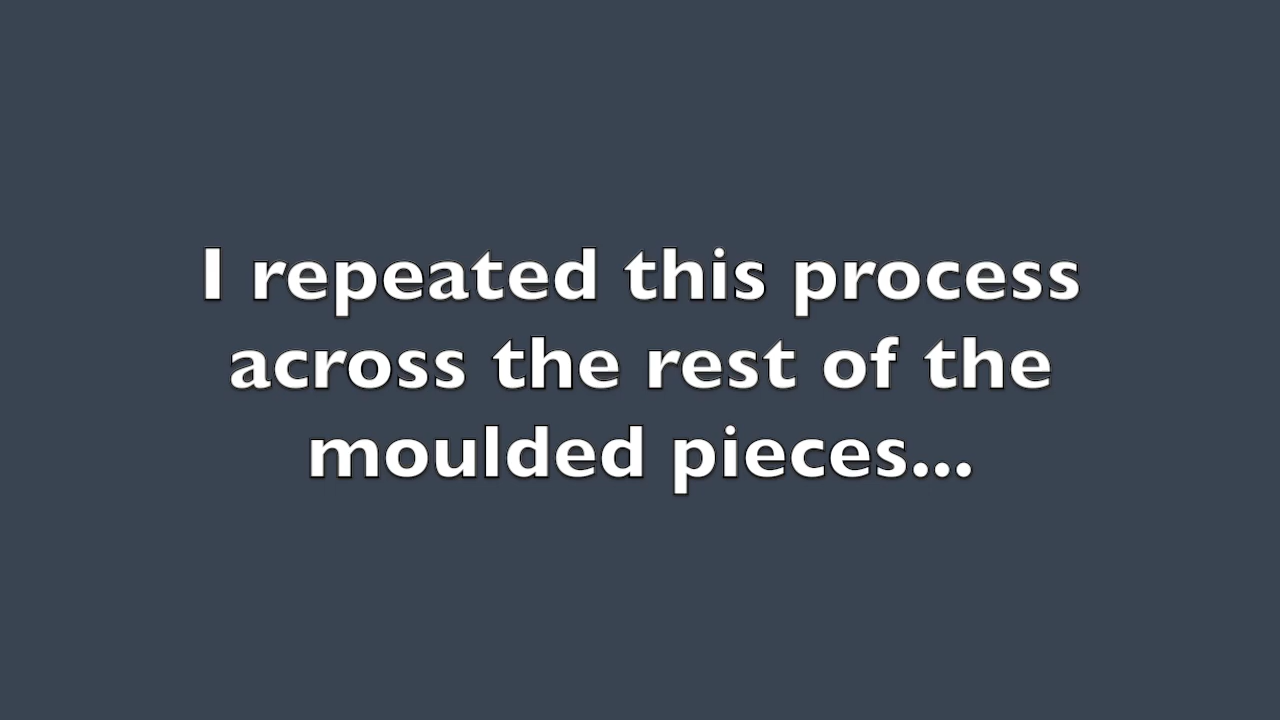 I repeated this process
across the rest of the
moulded pieces...